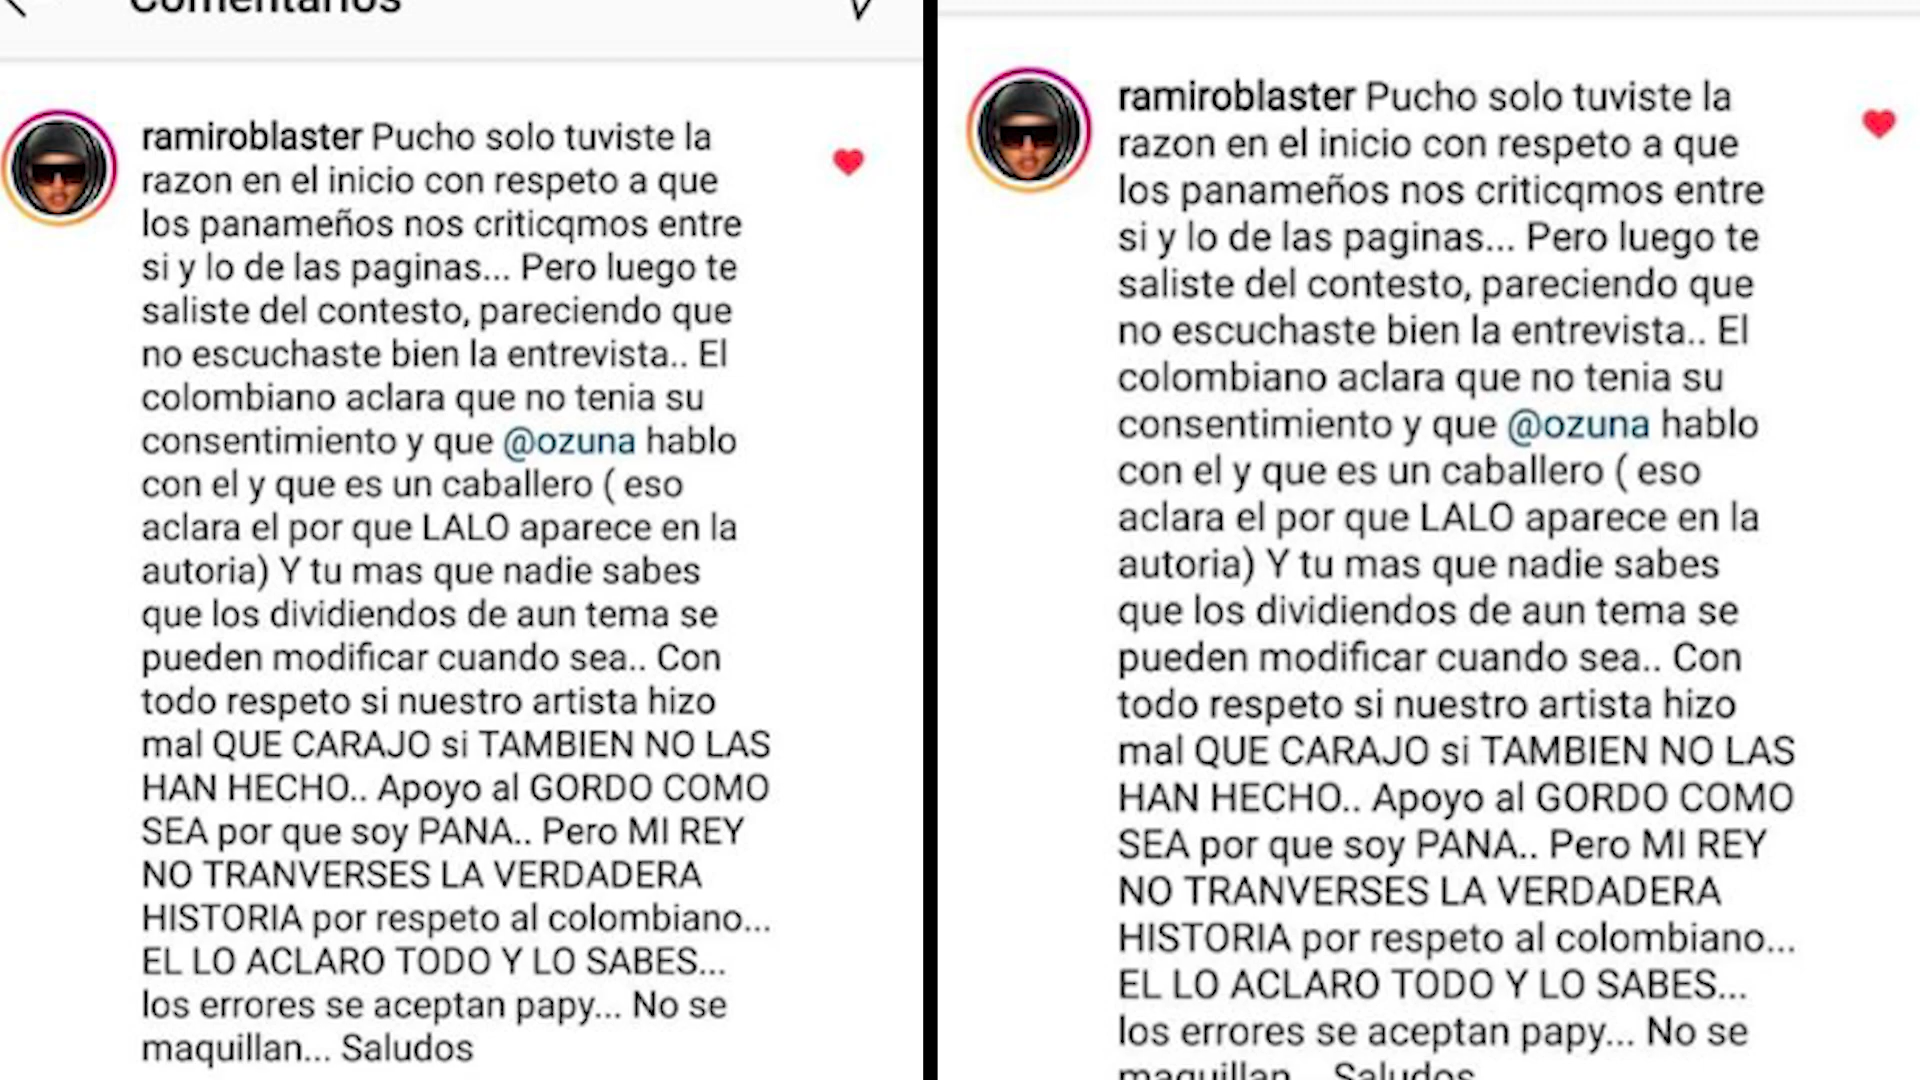 Comentarios
ramiroblaster Pucho solo tuviste la
razon en el inicio con respeto a que
los panameños nos criticqmos entre
si y lo de las paginas... Pero luego te
saliste del contesto, pareciendo que
no escuchaste bien la entrevista.. El
colombiano aclara que no tenia su
consentimiento y que @ozuna hablo
con el y que es un caballero ( eso
aclara el por que LALO aparece en la
autoria) Y tu mas que nadie sabes
que los dividiendos de aun tema se
pueden modificar cuando sea.. Con
todo respeto si nuestro artista hizo
mal QUE CARAJO si TAMBIEN NO LAS
HAN HECHO.. Apoyo al GORDO COMO
SEA por que soy PANA.. Pero MI REY
NO TRANVERSES LA VERDADERA
HISTORIA por respeto al colombiano...
EL LO ACLARO TODO Y LO SABES...
los errores se aceptan papy... No se
maquillan... Saludos
ramiroblaster Pucho solo tuviste la
razon en el inicio con respeto a que
los panameños nos criticqmos entre
si y lo de las paginas... Pero luego te
saliste del contesto, pareciendo que
no escuchaste bien la entrevista.. El
colombiano aclara que no tenia su
consentimiento y que @ozuna hablo
con el y que es un caballero ( eso
aclara el por que LALO aparece en la
autoria) Y tu mas que nadie sabes
que los dividiendos de aun tema se
pueden modificar cuando sea.. Con
todo respeto si nuestro artista hizo
mal QUE CARAJO si TAMBIEN NO LAS
HAN HECHO.. Apoyo al GORDO COMO
SEA por que soy PANA.. Pero MI REY
NO TRANVERSES LA VERDADERA
HISTORIA por respeto al colombiano...
EL LO ACLARO TODO Y LO SABES...
los errores se aceptan papy... No se
maquillan... Saludos